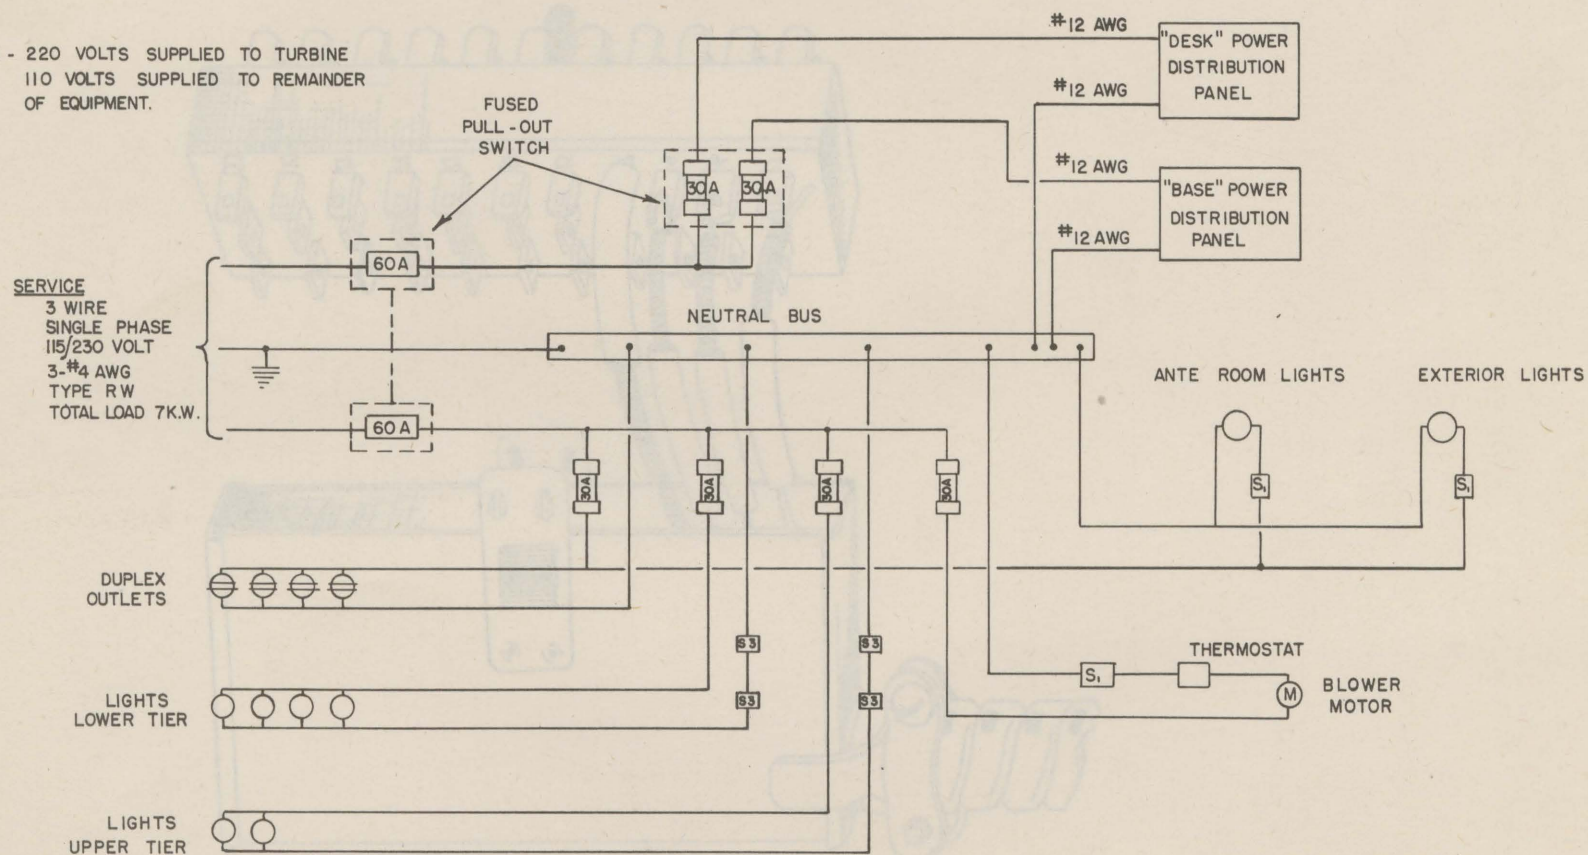 - 220 VOLTS SUPPLIED TO TURBINE
110 VOLTS SUPPLIED TO REMAINDER
OF EQUIPMENT.
FUSED
PULL-OUT
SWITCH
#12 AWG
"DESK" POWER
DISTRIBUTION
PANEL
#12 AWG
#12 AWG
"BASE" POWER
DISTRIBUTION
PANEL
#12 AWG
30A
30A
60A
SERVICE
3 WIRE
SINGLE PHASE
115/230 VOLT
3-#4 AWG
TYPE RW
TOTAL LOAD 7K.W.
NEUTRAL BUS
60A
ANTE ROOM LIGHTS
EXTERIOR LIGHTS
30A
30A
30A
30A
S₁
S₁
DUPLEX
OUTLETS
S3
S3
LIGHTS
LOWER TIER
S3
S3
THERMOSTAT
S₁
M
BLOWER
MOTOR
LIGHTS
UPPER TIER